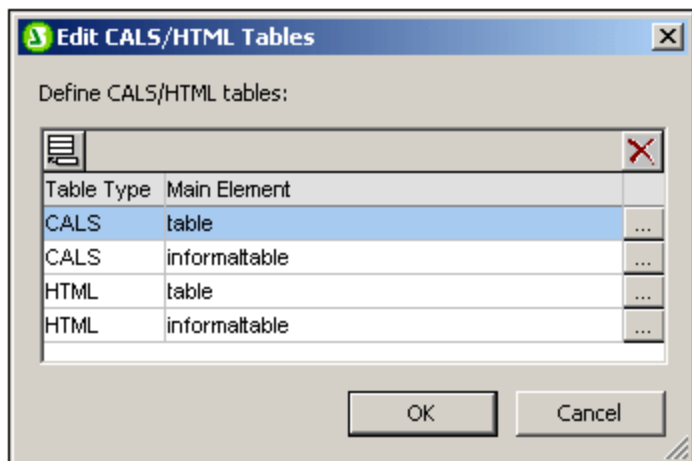 Edit CALS/HTML Tables
Define CALS/HTML tables:
Table Type Main Element
CALS table ...
CALS informaltable ...
HTML table ...
HTML informaltable ...
OK Cancel